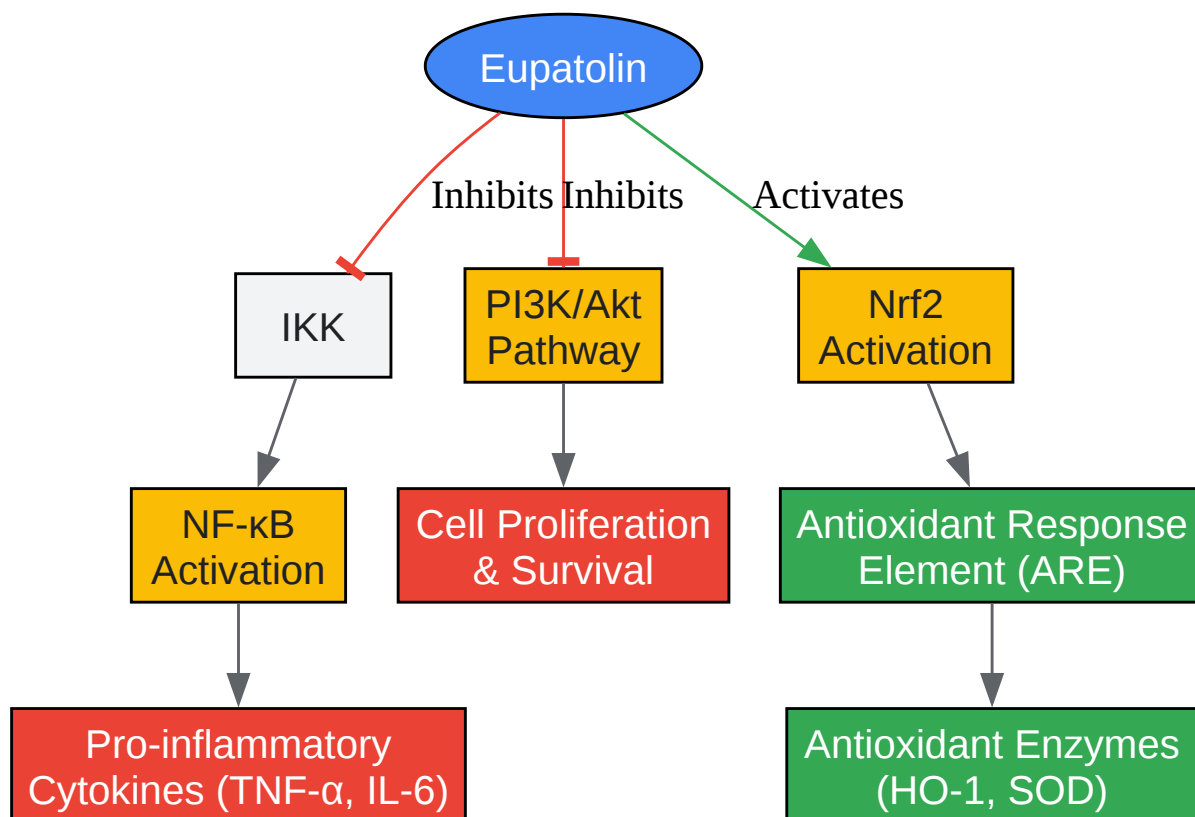 Eupatolin
Inhibits
Inhibits
Activates
IKK
PI3K/Akt
Pathway
Nrf2
Activation
NF-κB
Activation
Cell Proliferation
& Survival
Antioxidant Response
Element (ARE)
Pro-inflammatory
Cytokines (TNF-α, IL-6)
Antioxidant Enzymes
(HO-1, SOD)